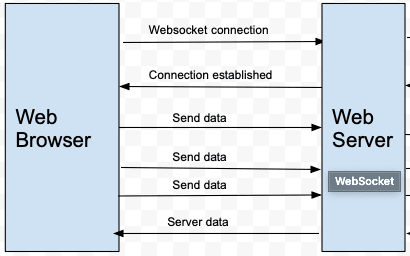 Websocket connection
Connection established
Web
Browser
Web
Server
Send data
Send data
WebSocket
Send data
Server data